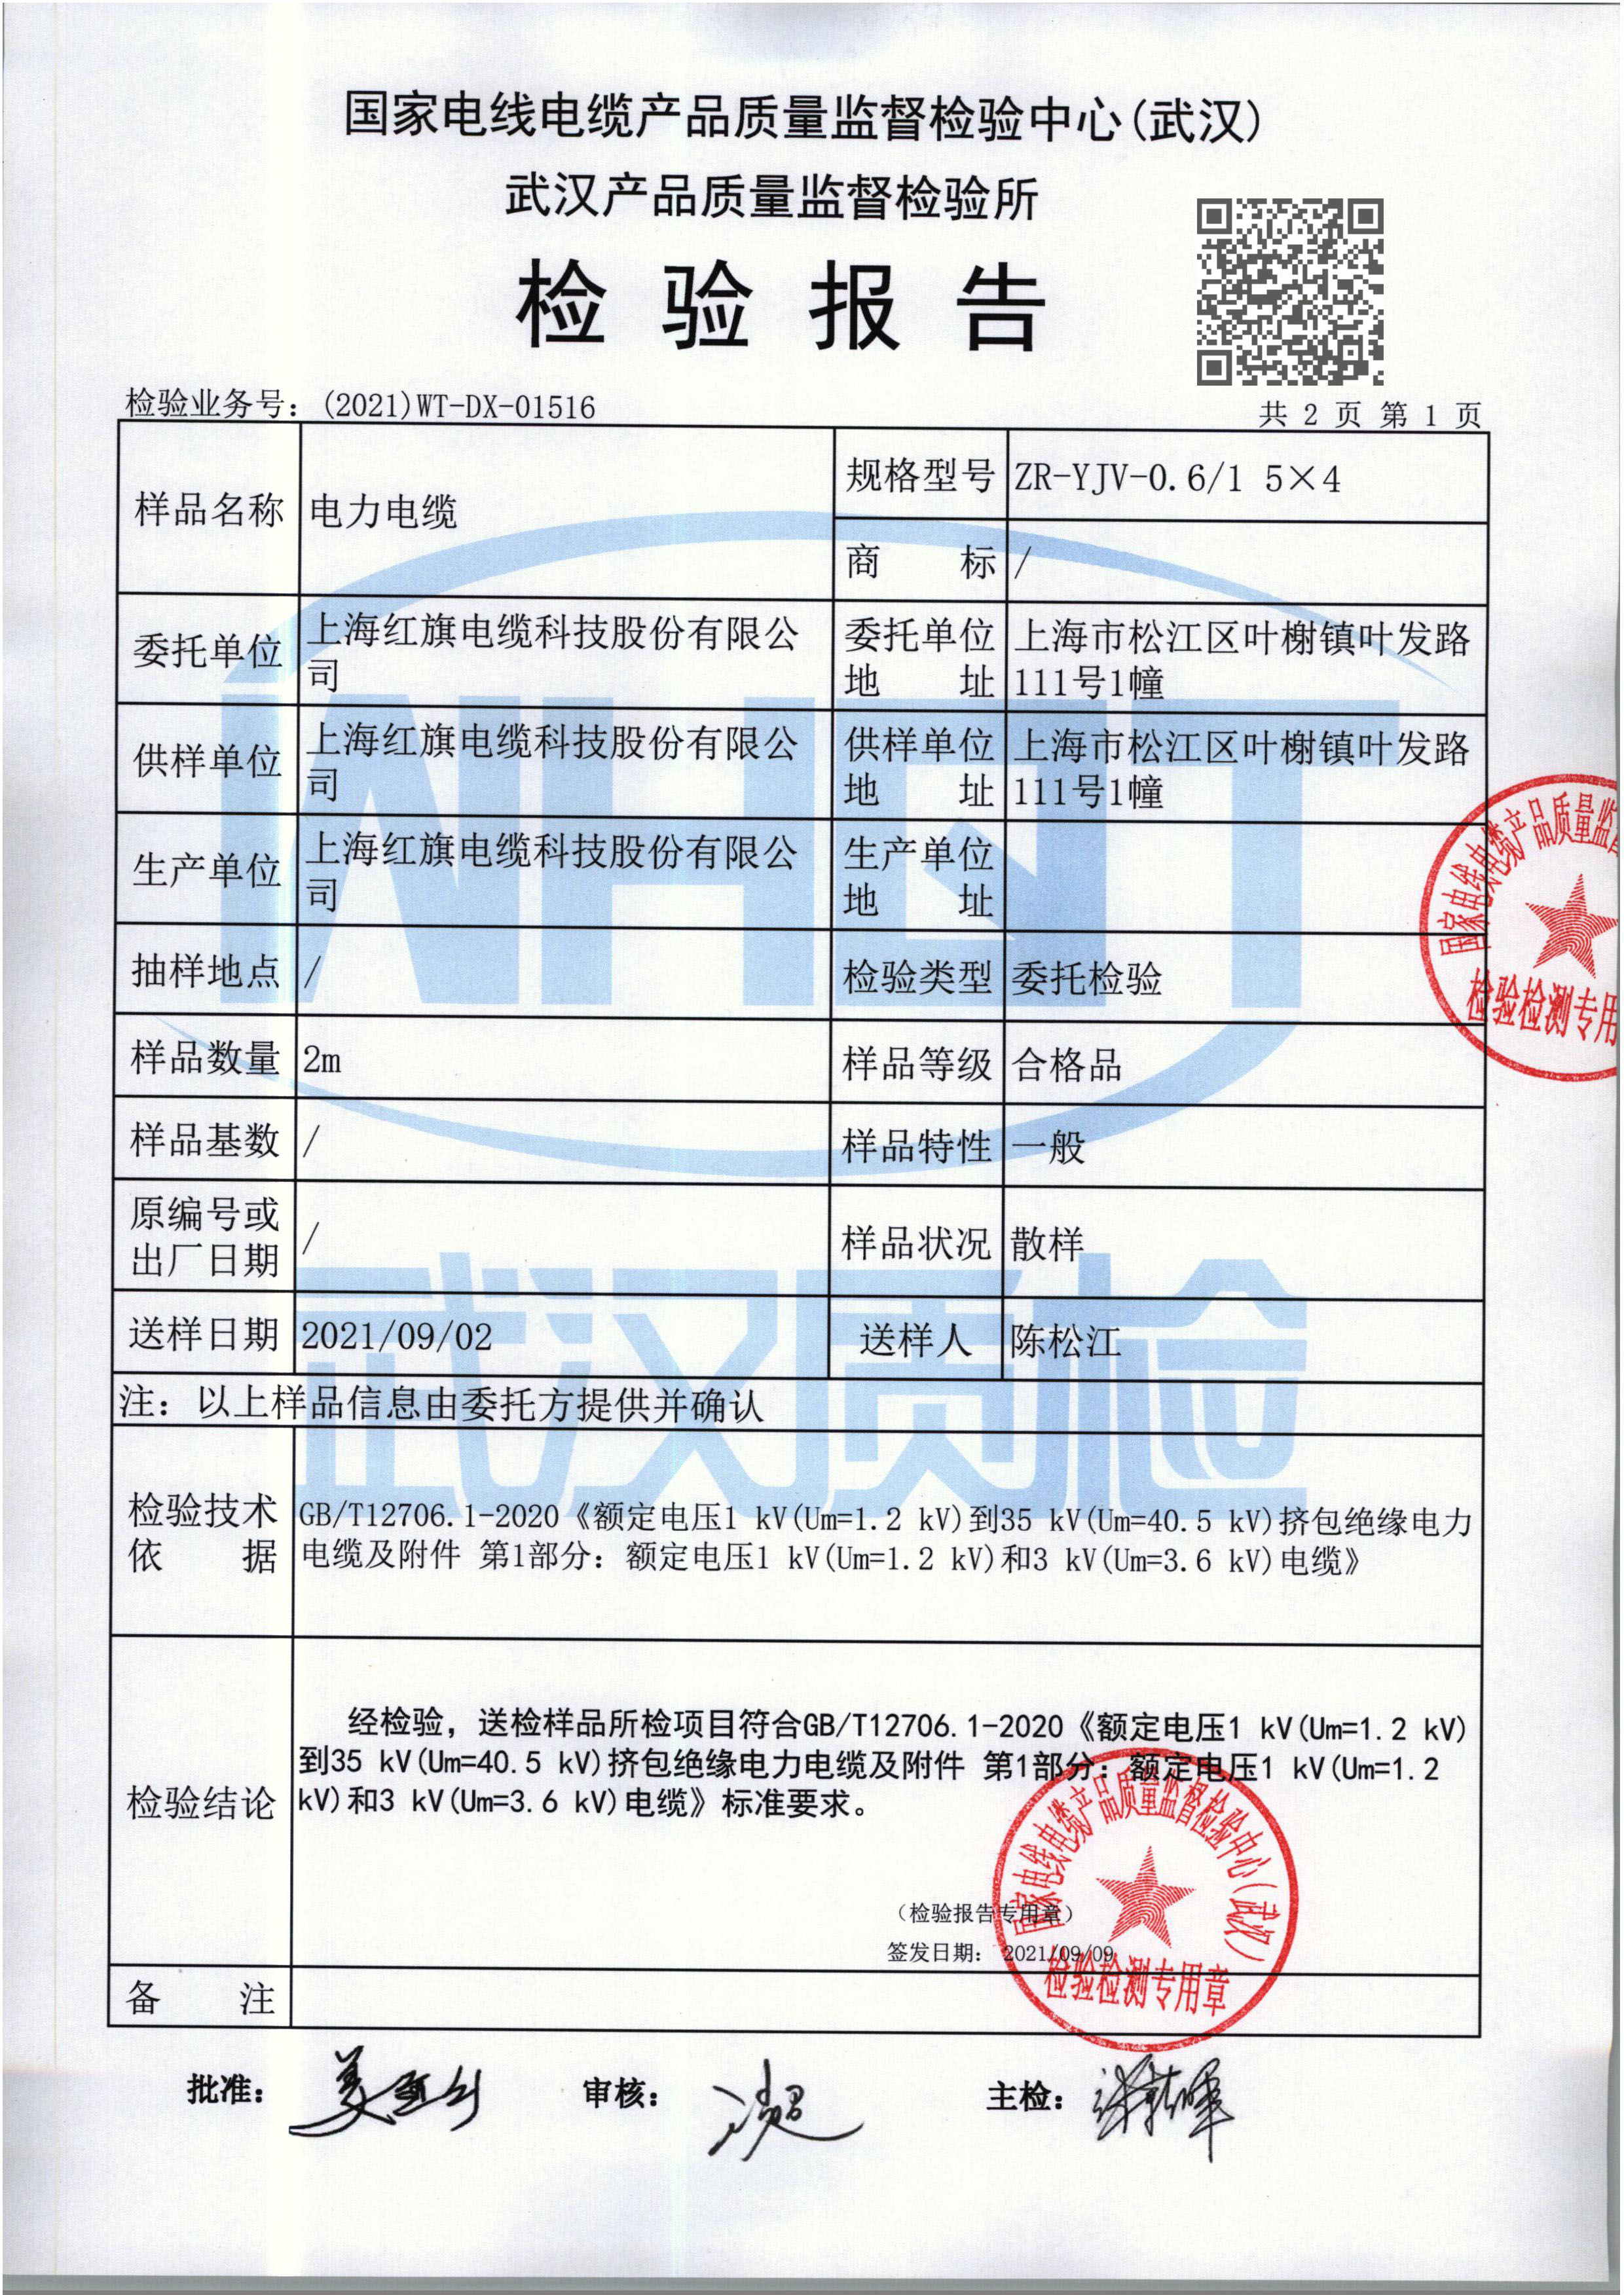 国家电线电缆产品质量监督检验中心(武汉)
武汉产品质量监督检验所
检验报告
检验业务号：(2021)WT-DX-01516
共 2 页 第 1 页
样品名称 电力电缆 规格型号 ZR-YJV-0.6/1 5×4
商标 /
委托单位 上海红旗电缆科技股份有限公
司
委托单位
地址
上海市松江区叶榭镇叶发路
111号1幢
供样单位 上海红旗电缆科技股份有限公
司
供样单位
地址
上海市松江区叶榭镇叶发路
111号1幢
生产单位 上海红旗电缆科技股份有限公
司
生产单位
地址
抽样地点 / 检验类型 委托检验
样品数量 2m 样品等级 合格品
样品基数 / 样品特性 一般
原编号或
出厂日期
/ 样品状况 散样
送样日期 2021/09/02 送样人 陈松江
注：以上样品信息由委托方提供并确认
检验技术
依据
GB/T12706.1-2020《额定电压1 kV(Um=1.2 kV)到35 kV(Um=40.5 kV)挤包绝缘电力
电缆及附件 第1部分：额定电压1 kV(Um=1.2 kV)和3 kV(Um=3.6 kV)电缆》
检验结论
经检验，送检样品所检项目符合GB/T12706.1-2020《额定电压1 kV(Um=1.2 kV)
到35 kV(Um=40.5 kV)挤包绝缘电力电缆及附件 第1部分：额定电压1 kV(Um=1.2
kV)和3 kV(Um=3.6 kV)电缆》标准要求。
（检验报告专用章）
签发日期： 2021/09/09
备注
批准：
审核：
主检：
国家电线电缆产品质量监督检验中心(武汉)
检验检测专用章
国家电线电缆产品质量监
检验检测专用
WHQT
武汉质检